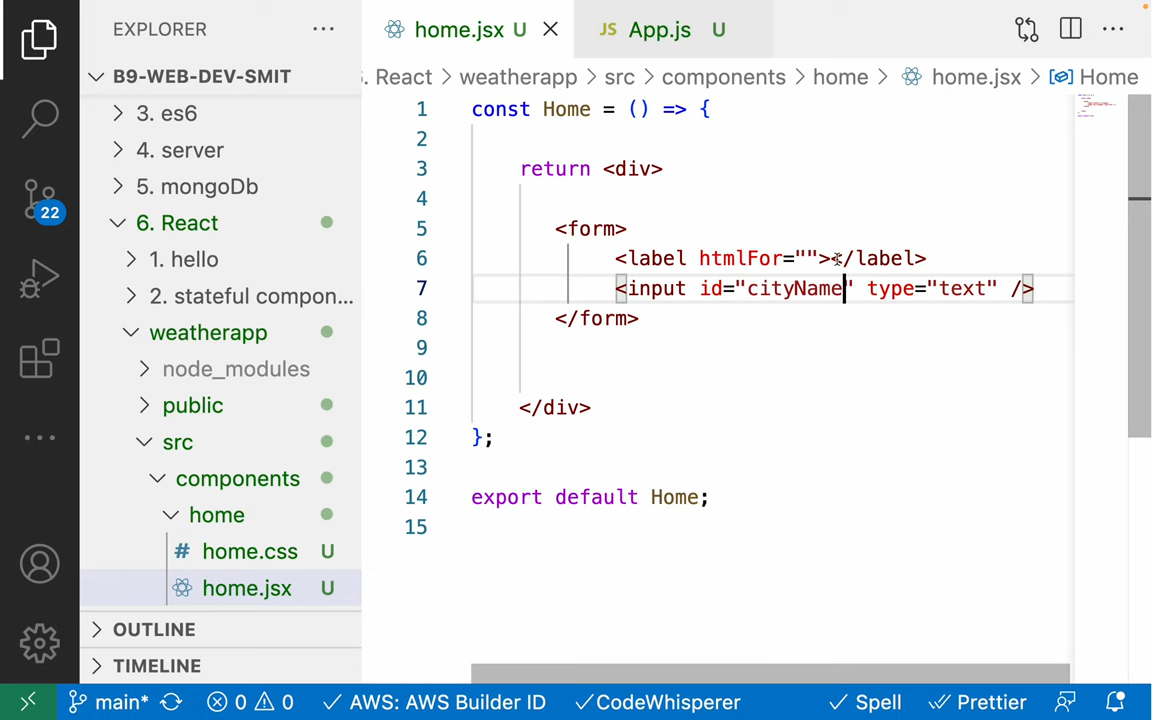 EXPLORER
B9-WEB-DEV-SMIT
3. es6
4. server
5. mongoDb
6. React
1. hello
2. stateful compon...
weatherapp
node_modules
public
src
components
home
# home.css U
home.jsx U
OUTLINE
TIMELINE
22
home.jsx U
JS App.js U
. React > weatherapp > src > components > home > home.jsx > Home
1 const Home = () => {
2
3 return <div>
4
5 <form>
6 <label htmlFor=""></label>
7 <input id="cityName" type="text" />
8 </form>
9
10
11 </div>
12 };
13
14 export default Home;
15
main* 0 0 AWS: AWS Builder ID CodeWhisperer Spell Prettier